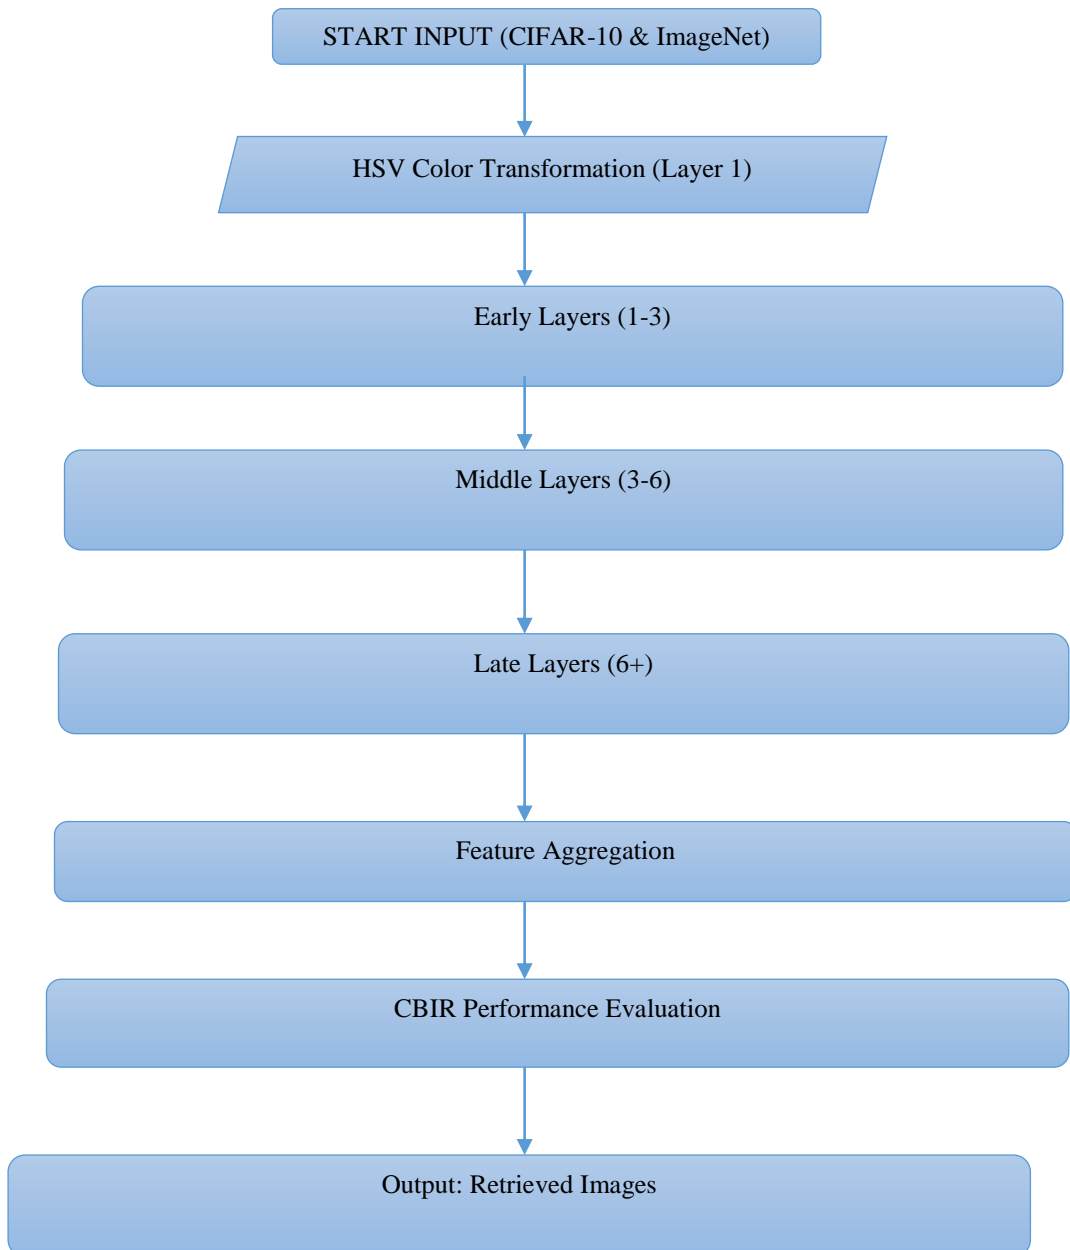 START INPUT (CIFAR-10 & ImageNet)
HSV Color Transformation (Layer 1)
Early Layers (1-3)
Middle Layers (3-6)
Late Layers (6+)
Feature Aggregation
CBIR Performance Evaluation
Output: Retrieved Images